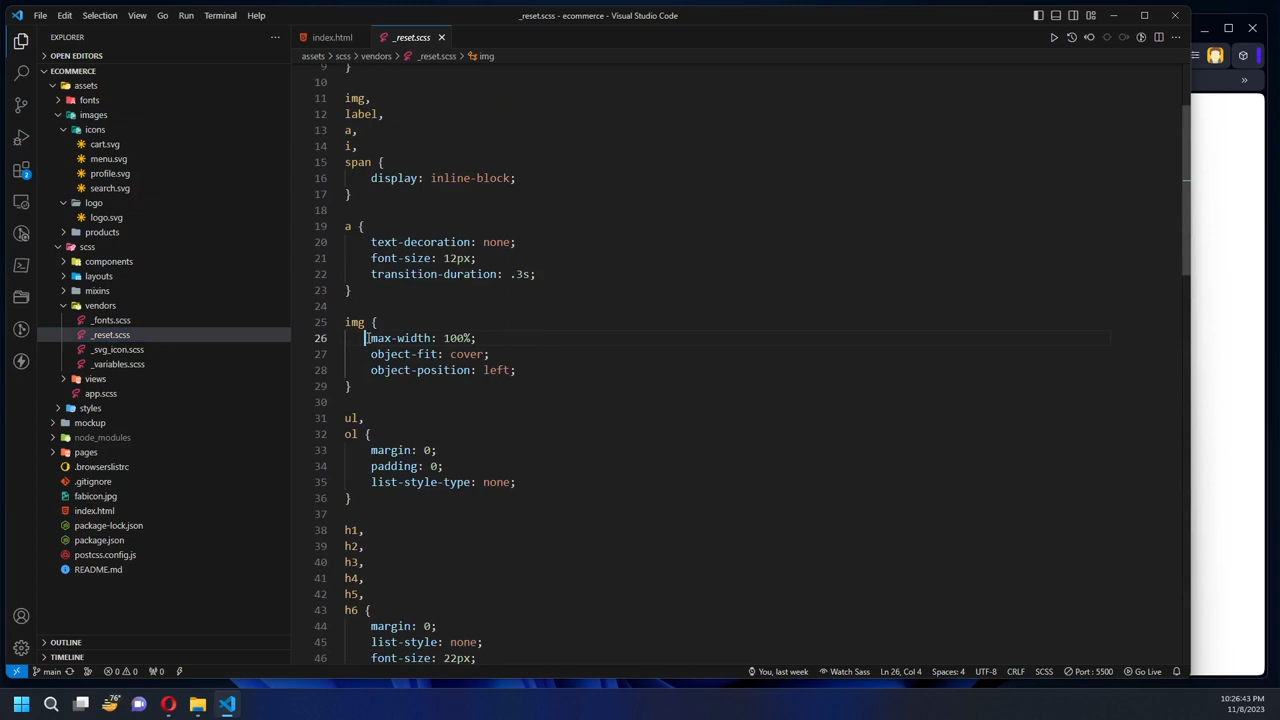 File Edit Selection View Go Run Terminal Help
_reset.scss - ecommerce - Visual Studio Code
EXPLORER
OPEN EDITORS
ECOMMERCE
assets
fonts
images
icons
cart.svg
menu.svg
profile.svg
search.svg
logo
logo.svg
products
scss
components
layouts
mixins
vendors
_fonts.scss
_reset.scss
_svg_icon.scss
_variables.scss
views
app.scss
styles
mockup
node_modules
pages
.browserslistrc
.gitignore
fabicon.jpg
index.html
package-lock.json
package.json
postcss.config.js
README.md
OUTLINE
TIMELINE
index.html _reset.scss
assets > scss > vendors > _reset.scss > img
9 }
10
11 img,
12 label,
13 a,
14 i,
15 span {
16 display: inline-block;
17 }
18
19 a {
20 text-decoration: none;
21 font-size: 12px;
22 transition-duration: .3s;
23 }
24
25 img {
26 max-width: 100%;
27 object-fit: cover;
28 object-position: left;
29 }
30
31 ul,
32 ol {
33 margin: 0;
34 padding: 0;
35 list-style-type: none;
36 }
37
38 h1,
39 h2,
40 h3,
41 h4,
42 h5,
43 h6 {
44 margin: 0;
45 list-style: none;
46 font-size: 22px;
2
main 0 0 0 You, last week Watch Sass Ln 26, Col 4 Spaces: 4 UTF-8 CRLF SCSS Port : 5500 Go Live
76°
10:26:43 PM
11/8/2023